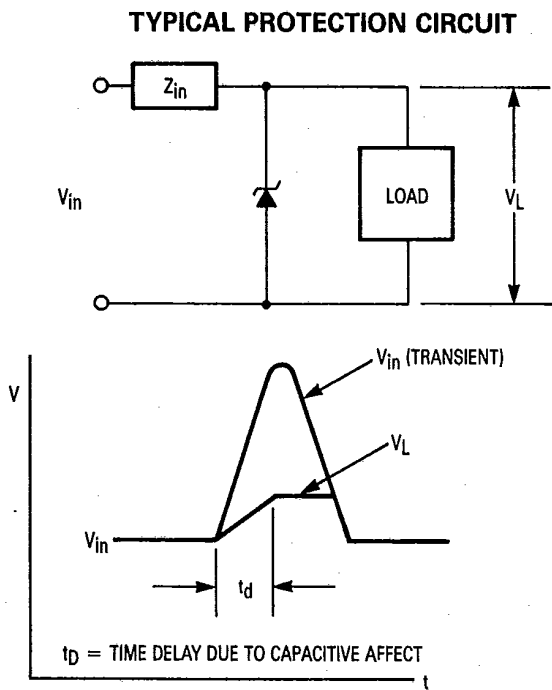 TYPICAL PROTECTION CIRCUIT
Zin
Vin
LOAD
VL
V
Vin (TRANSIENT)
VL
Vin
td
tD = TIME DELAY DUE TO CAPACITIVE AFFECT
t